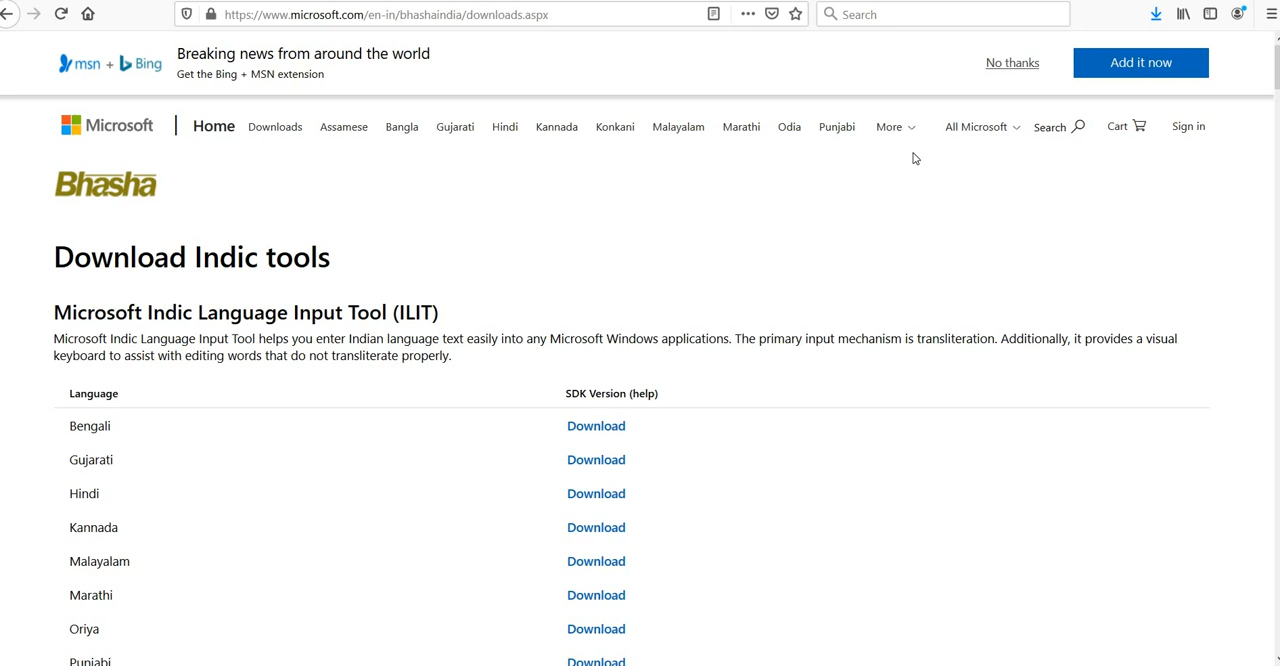 https://www.microsoft.com/en-in/bhashaindia/downloads.aspx
Search
msn + Bing
Breaking news from around the world
Get the Bing + MSN extension
No thanks
Add it now
Microsoft
Home Downloads Assamese Bangla Gujarati Hindi Kannada Konkani Malayalam Marathi Odia Punjabi More All Microsoft Search Cart Sign in
Bhasha
Download Indic tools
Microsoft Indic Language Input Tool (ILIT)
Microsoft Indic Language Input Tool helps you enter Indian language text easily into any Microsoft Windows applications. The primary input mechanism is transliteration. Additionally, it provides a visual
keyboard to assist with editing words that do not transliterate properly.
Language SDK Version (help)
Bengali Download
Gujarati Download
Hindi Download
Kannada Download
Malayalam Download
Marathi Download
Oriya Download
Punjabi Download